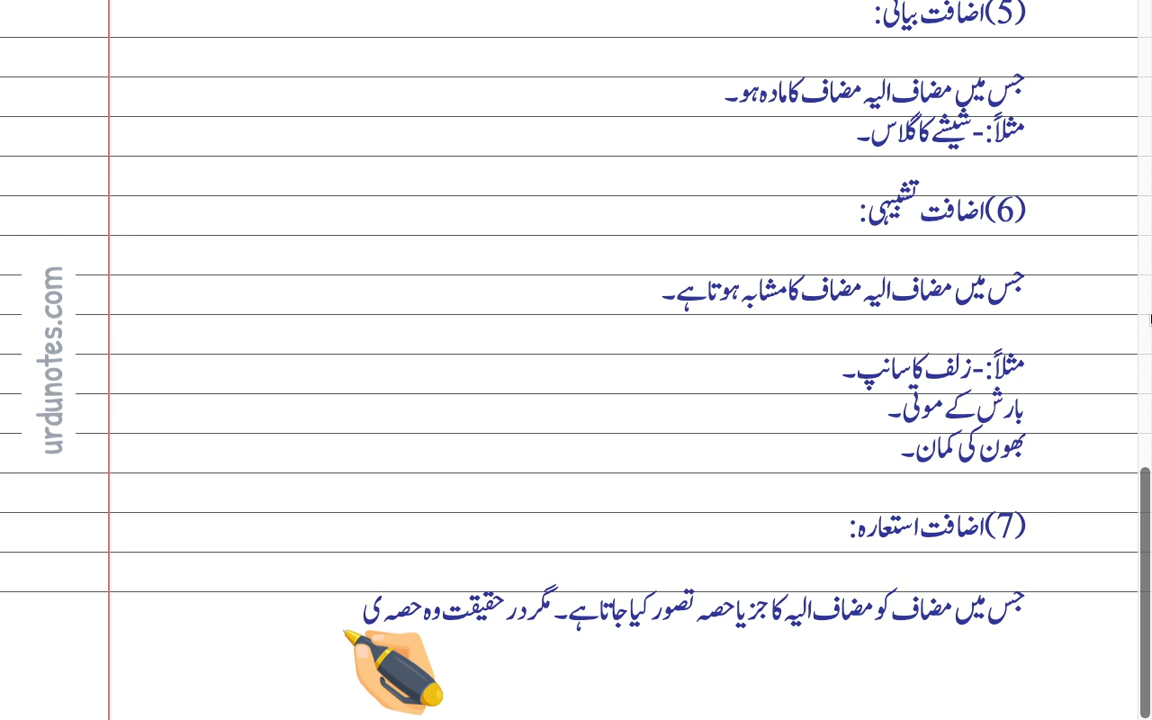 (5)اضافت بیانی:
جس میں مضاف الیہ مضاف کا مادہ ہو۔
مثلاً:-شیشے کا گلاس۔
(6)اضافت تشبیہی:
جس میں مضاف الیہ مضاف کا مشابہ ہوتا ہے۔
مثلاً:-زلف کا سانپ۔
بارش کے موتی۔
بھون کی کمان۔
(7)اضافت استعارہ:
جس میں مضاف کو مضاف الیہ کا جز یا حصہ تصور کیا جاتا ہے۔ مگر در حقیقت وہ حصہ ی
urdunotes.com